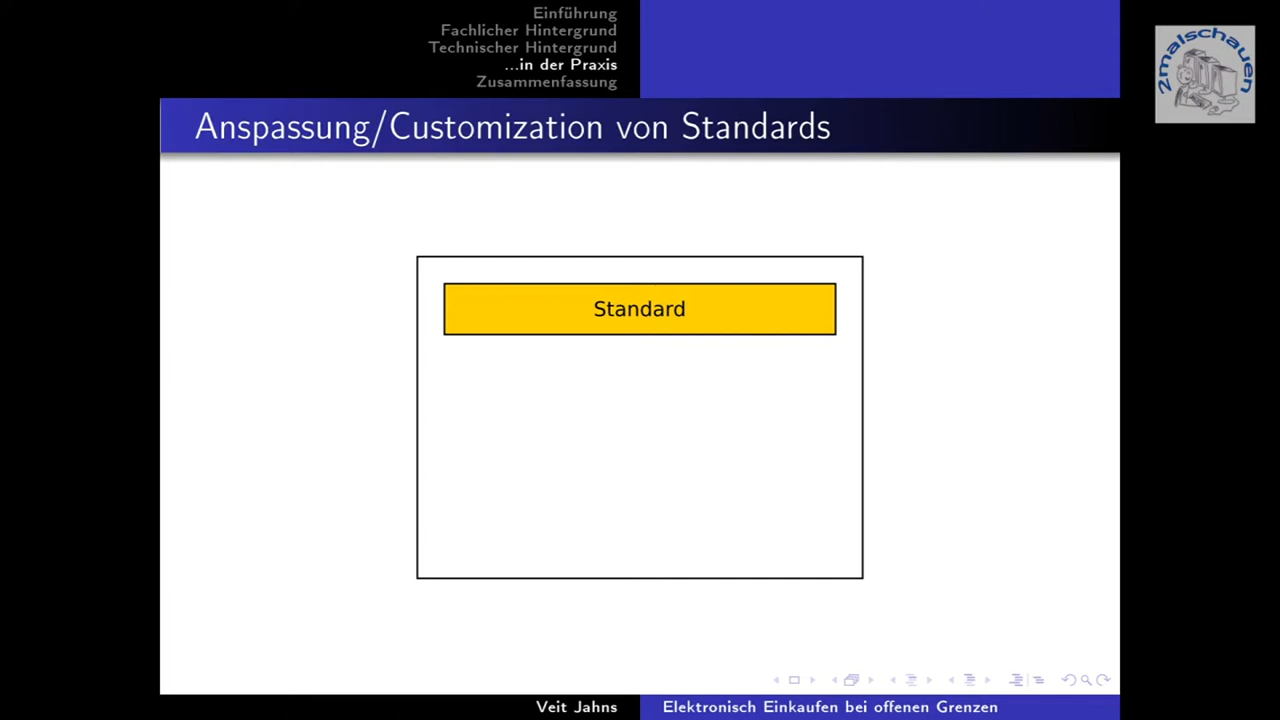 Einführung
Fachlicher Hintergrund
Technischer Hintergrund
...in der Praxis
Zusammenfassung
2malschauen
Anspassung/Customization von Standards
Standard
Veit Jahns
Elektronisch Einkaufen bei offenen Grenzen